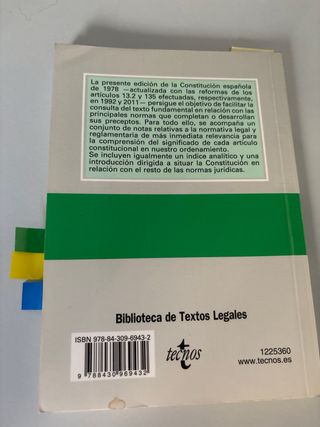 La presente edición de la Constitución española
de 1978 —actualizada con las reformas de los
artículos 13.2 y 135 efectuadas, respectivamente,
en 1992 y 2011— persigue el objetivo de facilitar la
consulta del texto fundamental en relación con las
principales normas que completan o desarrollan
sus preceptos. Para todo ello, se acompaña un
conjunto de notas relativas a la normativa legal y
reglamentaria de más inmediata relevancia para
la comprensión del significado de cada artículo
constitucional en nuestro ordenamiento.
Se incluyen igualmente un índice analítico y una
introducción dirigida a situar la Constitución en
relación con el resto de las normas jurídicas.
Biblioteca de Textos Legales
ISBN 978-84-309-6943-2
9 788430 969432
tecnos
1225360
www.tecnos.es